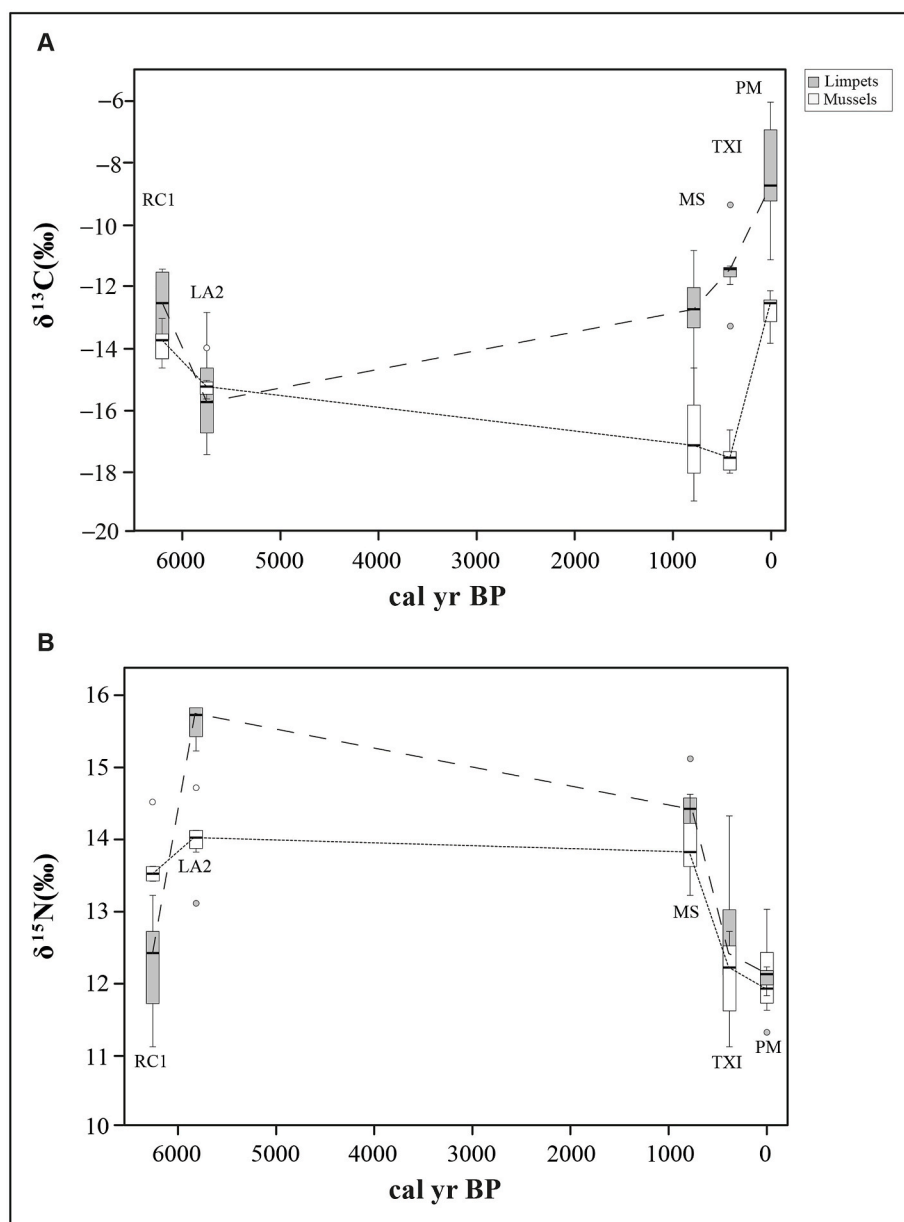 A
Limpets
Mussels
PM
TXI
RC1
MS
LA2
δ¹³C(‰)
−6
−8
−10
−12
−14
−16
−18
−20
6000 5000 4000 3000 2000 1000 0
cal yr BP
B
δ¹⁵N(‰)
16
15
14
13
12
11
10
LA2
MS
RC1
TXI
PM
6000 5000 4000 3000 2000 1000 0
cal yr BP